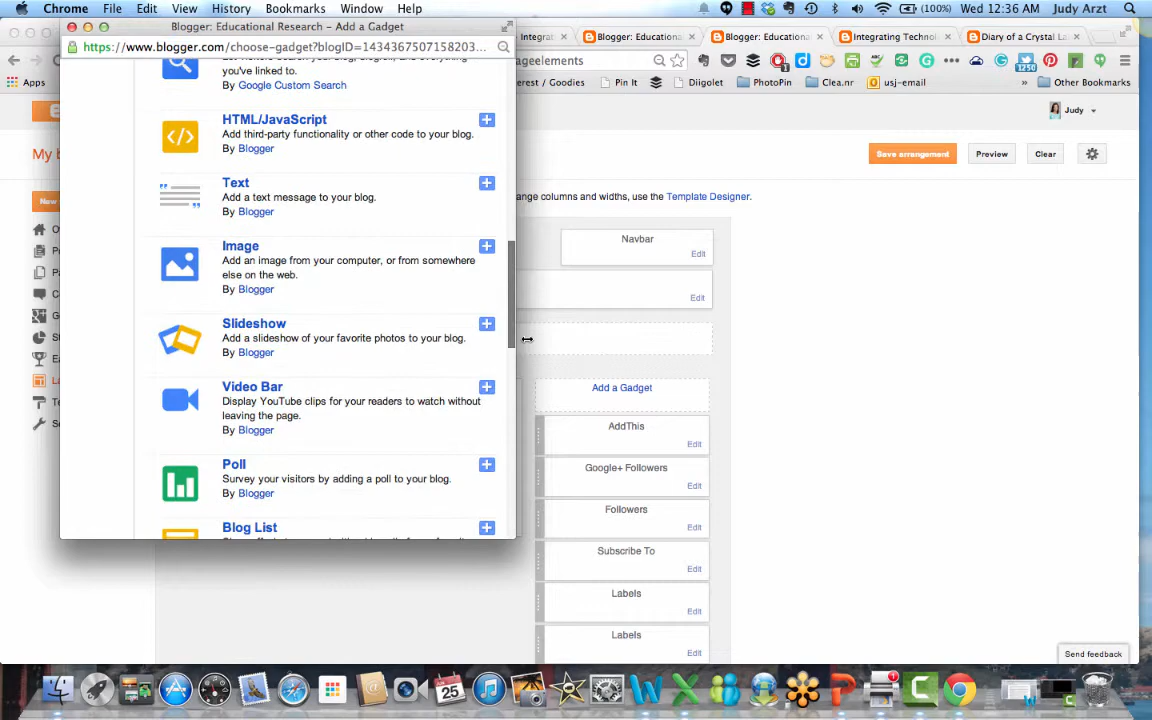 Chrome File Edit View History Bookmarks Window Help (100%) Wed 12:36 AM Judy Arzt
Blogger: Educational Research – Add a Gadget
https://www.blogger.com/choose-gadget?blogID=1434367507158203...
Integrat Blogger: Educationa Blogger: Educationa Integrating Technol Diary of a Crystal La
ageelements
Apps erest / Goodies Pin It Diigolet PhotoPin Clea.nr usj-email » Other Bookmarks
you've linked to.
By Google Custom Search
HTML/JavaScript
Add third-party functionality or other code to your blog.
By Blogger
Text
Add a text message to your blog.
By Blogger
Image
Add an image from your computer, or from somewhere
else on the web.
By Blogger
Slideshow
Add a slideshow of your favorite photos to your blog.
By Blogger
Video Bar
Display YouTube clips for your readers to watch without
leaving the page.
By Blogger
Poll
Survey your visitors by adding a poll to your blog.
By Blogger
Blog List
Judy
My b
Save arrangement Preview Clear
New
ange columns and widths, use the Template Designer.
Navbar
Edit
Edit
Add a Gadget
AddThis
Edit
Google+ Followers
Edit
Followers
Edit
Subscribe To
Edit
Labels
Edit
Labels
Edit
Send feedback